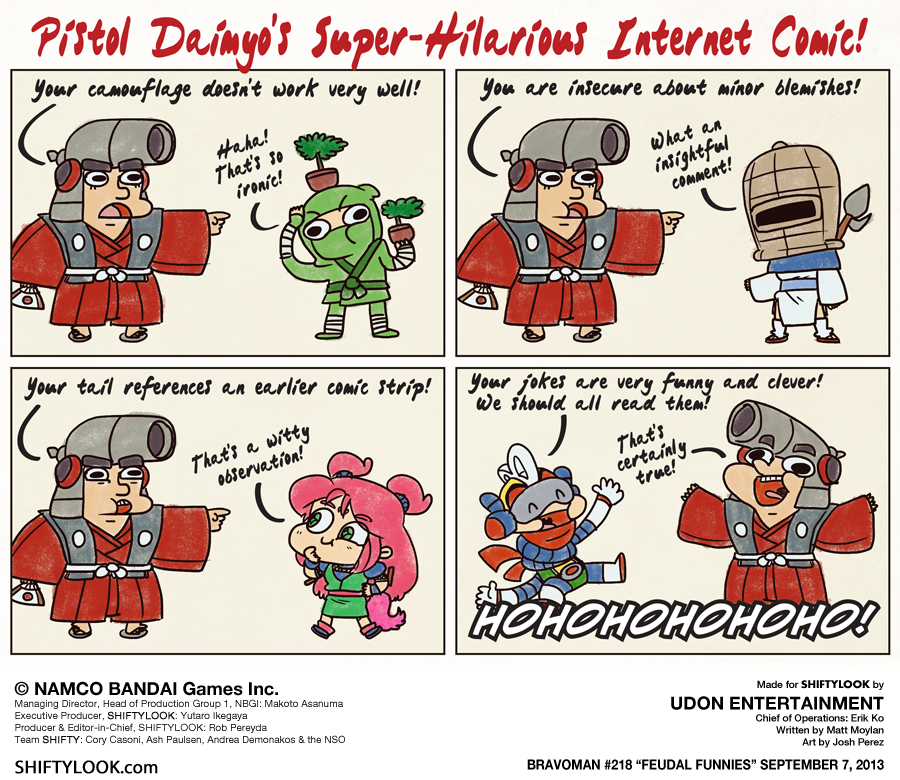 Pistol Daimyo's Super-Hilarious Internet Comic!
Your camouflage doesn't work very well!
Haha!
That's so
ironic!
You are insecure about minor blemishes!
What an
insightful
comment!
Your tail references an earlier comic strip!
That's a witty
observation!
Your jokes are very funny and clever!
We should all read them!
That's
certainly
true!
HOHOHOHOHOHOHO!
© NAMCO BANDAI Games Inc.
Managing Director, Head of Production Group 1, NBGI: Makoto Asanuma
Executive Producer, SHIFTYLOOK: Yutaro Ikegaya
Producer & Editor-in-Chief, SHIFTYLOOK: Rob Pereyda
Team SHIFTY: Cory Casoni, Ash Paulsen, Andrea Demonakos & the NSO
SHIFTYLOOK.com
Made for SHIFTYLOOK by
UDON ENTERTAINMENT
Chief of Operations: Erik Ko
Written by Matt Moylan
Art by Josh Perez
BRAVOMAN #218 “FEUDAL FUNNIES” SEPTEMBER 7, 2013